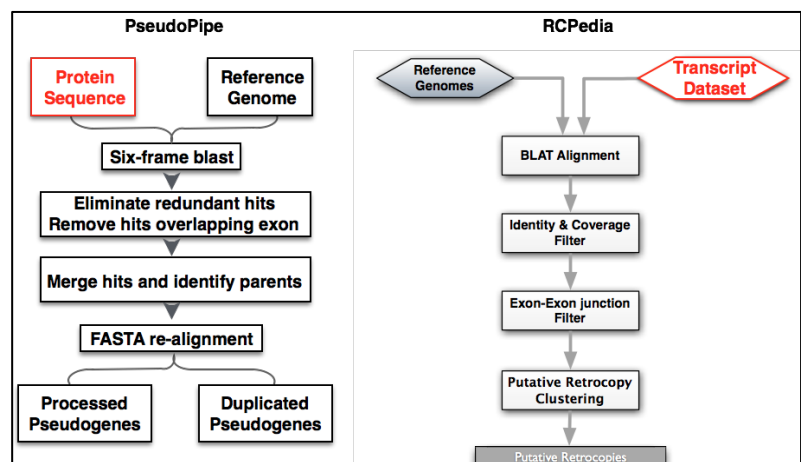 PseudoPipe
Protein
Sequence
Reference
Genome
Six-frame blast
Eliminate redundant hits
Remove hits overlapping exon
Merge hits and identify parents
FASTA re-alignment
Processed
Pseudogenes
Duplicated
Pseudogenes
RCPedia
Reference
Genomes
Transcript
Dataset
BLAT Alignment
Identity & Coverage
Filter
Exon-Exon junction
Filter
Putative Retrocopy
Clustering
Putative Retrocopies